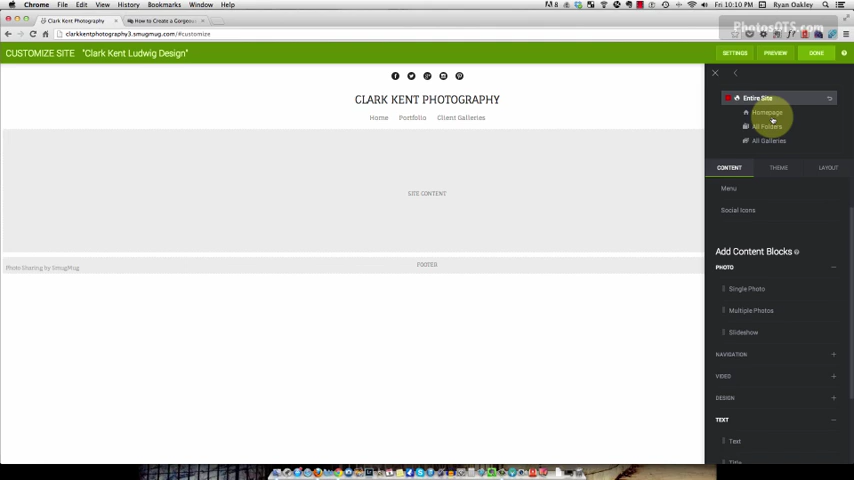 Chrome File Edit View History Bookmarks Window Help
8 Fri 10:10 PM Ryan Oakley
Clark Kent Photography
How to Create a Gorgeous
PhotosOTS.com
clarkkentphotography3.smugmug.com/#customize
CUSTOMIZE SITE "Clark Kent Ludwig Design"
SETTINGS PREVIEW DONE
Entire Site
Homepage
All Folders
All Galleries
CLARK KENT PHOTOGRAPHY
Home Portfolio Client Galleries
CONTENT THEME LAYOUT
Menu
SITE CONTENT
Social Icons
Add Content Blocks
PHOTO
Photo Sharing by SmugMug
FOOTER
Single Photo
Multiple Photos
Slideshow
NAVIGATION
VIDEO
DESIGN
TEXT
Text
Title